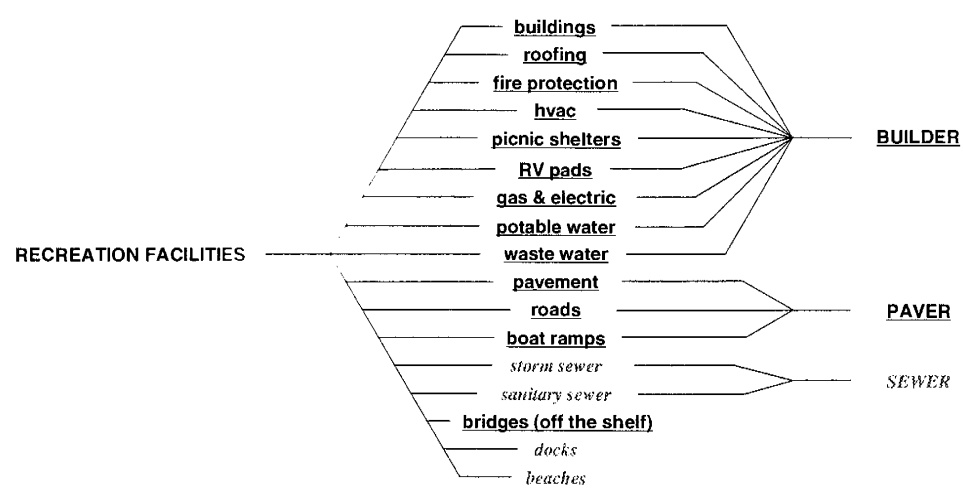 buildings
roofing
fire protection
hvac
picnic shelters
BUILDER
RV pads
gas & electric
potable water
RECREATION FACILITIES
waste water
pavement
roads
PAVER
boat ramps
storm sewer
SEWER
sanitary sewer
bridges (off the shelf)
docks
beaches